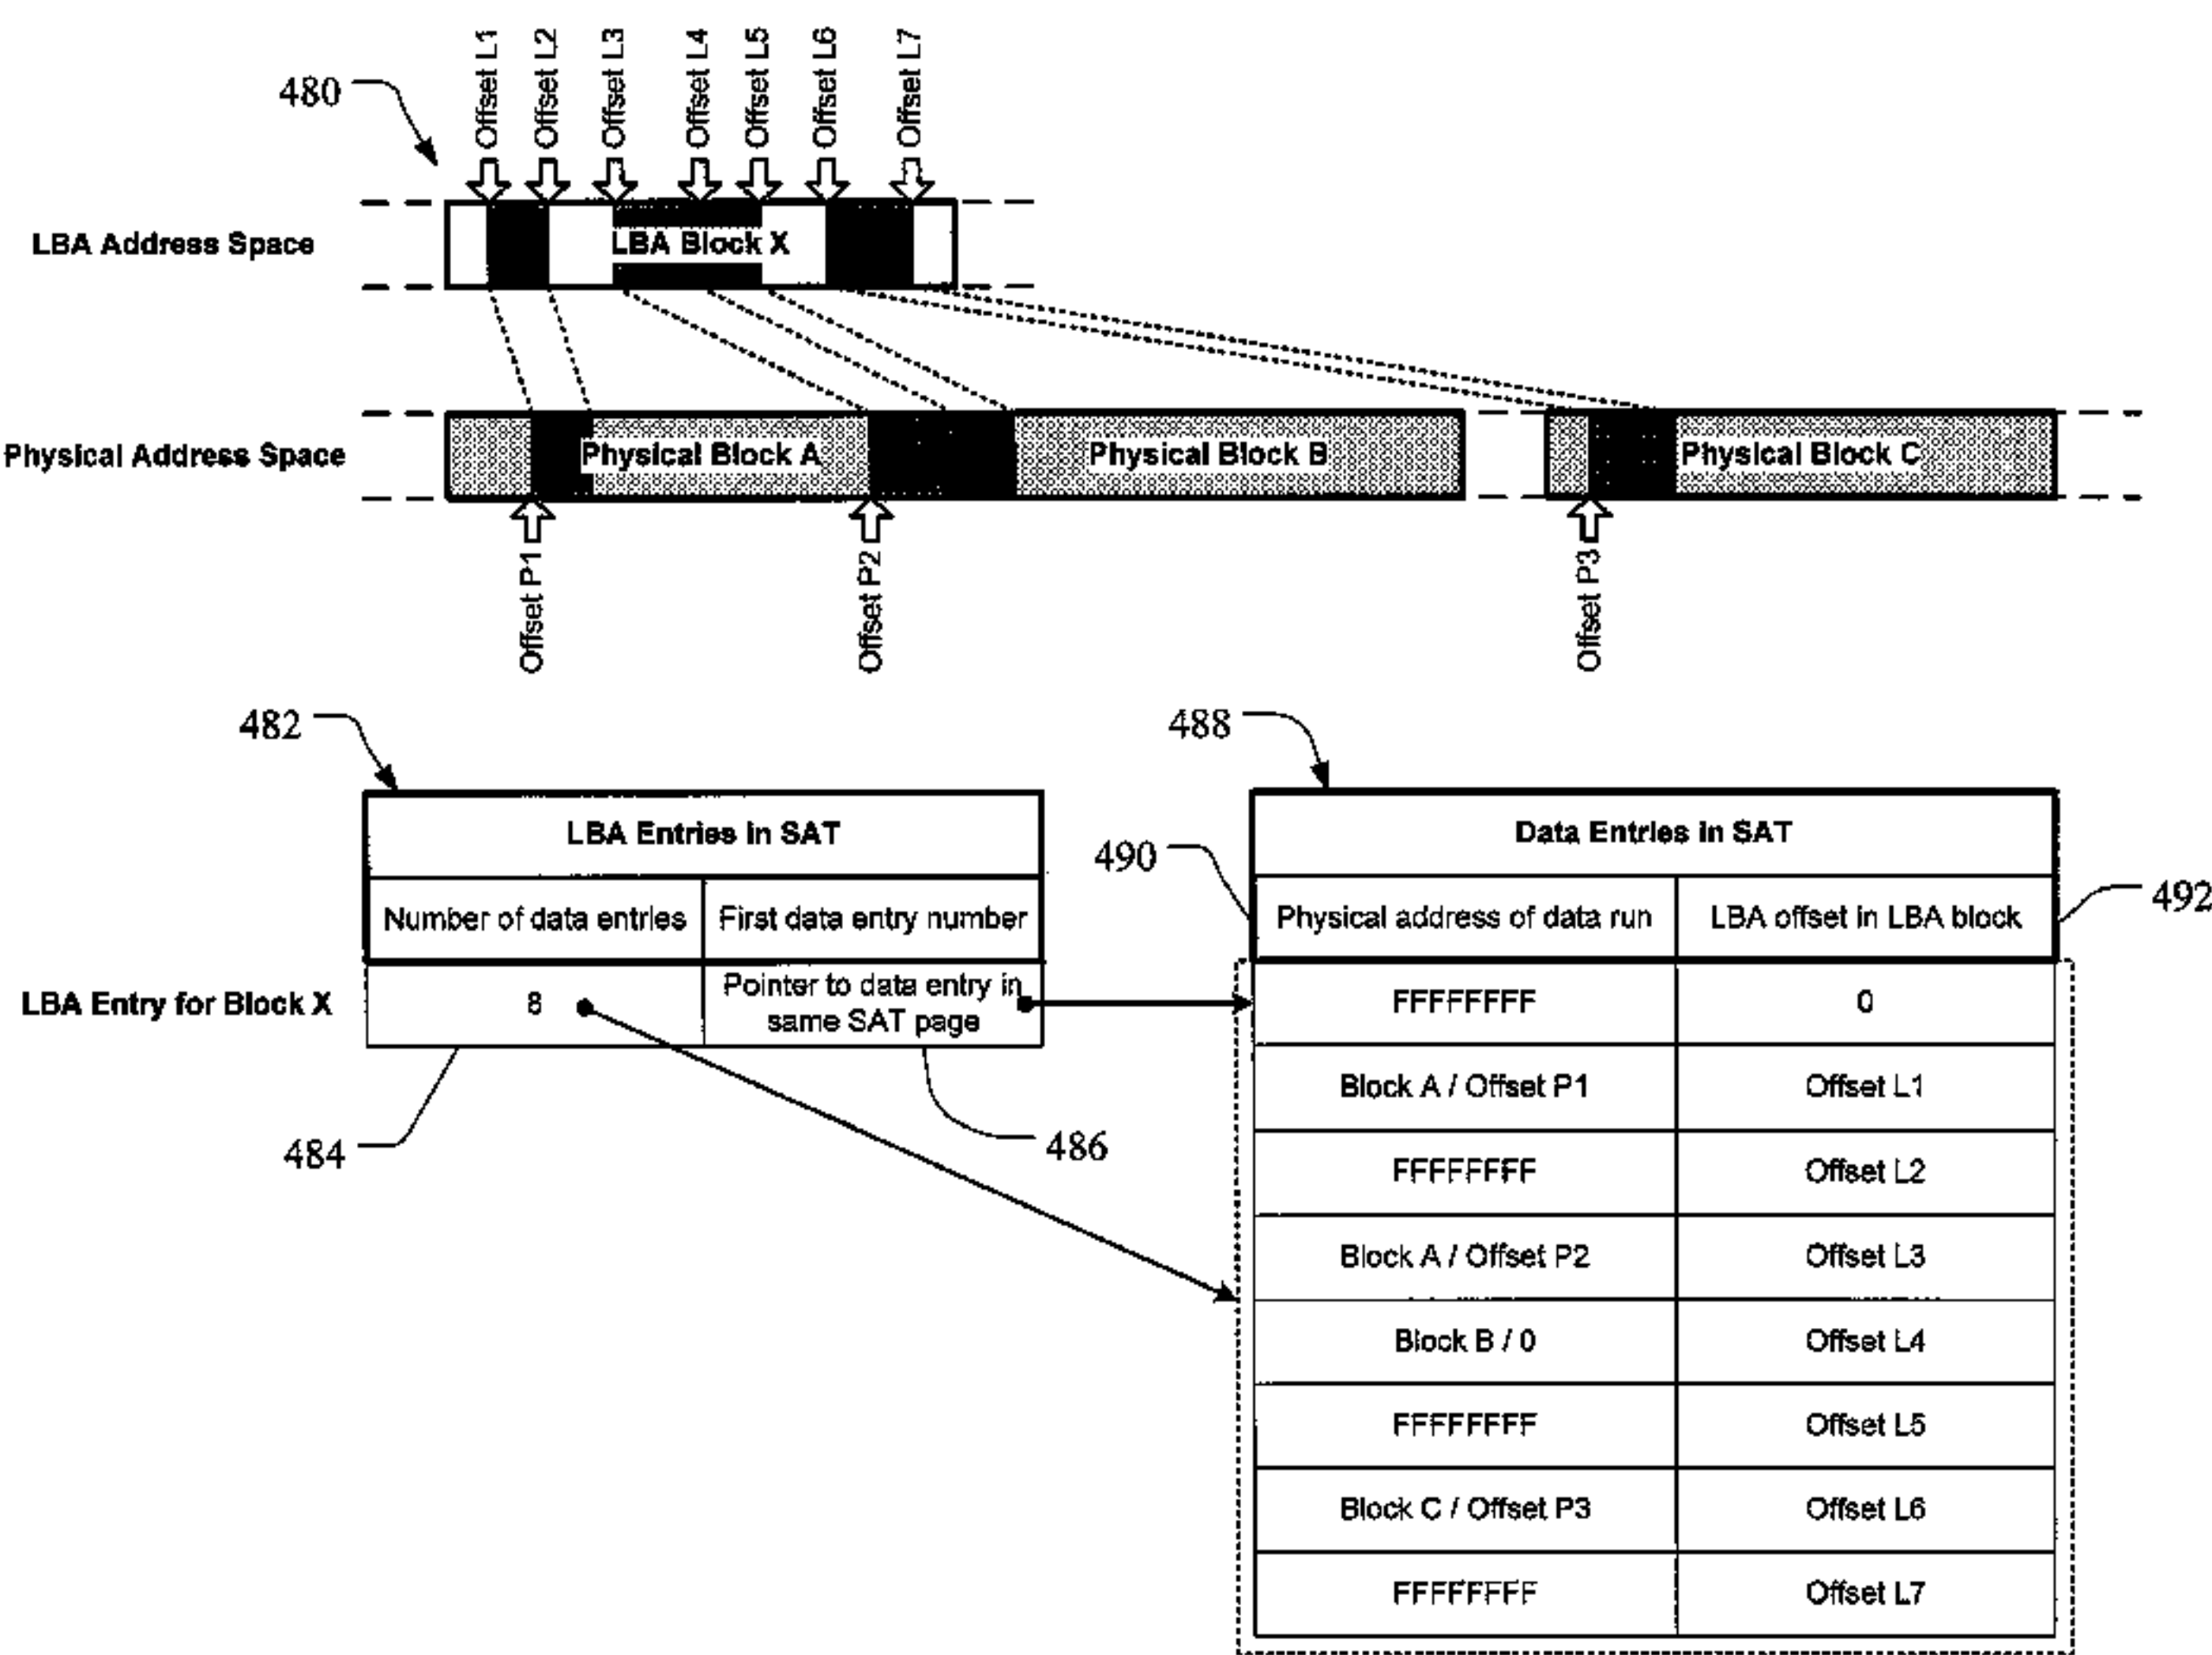 Offset L1
Offset L2
Offset L3
Offset L4
Offset L5
Offset L6
Offset L7
480
LBA Address Space
LBA Block X
Physical Address Space
Physical Block A
Physical Block B
Physical Block C
Offset P1
Offset P2
Offset P3
482
488
LBA Entries in SAT
Number of data entries
First data entry number
LBA Entry for Block X
8
Pointer to data entry in
same SAT page
484
486
490
492
Data Entries in SAT
Physical address of data run
LBA offset in LBA block
FFFFFFFF
0
Block A / Offset P1
Offset L1
FFFFFFFF
Offset L2
Block A / Offset P2
Offset L3
Block B / 0
Offset L4
FFFFFFFF
Offset L5
Block C / Offset P3
Offset L6
FFFFFFFF
Offset L7